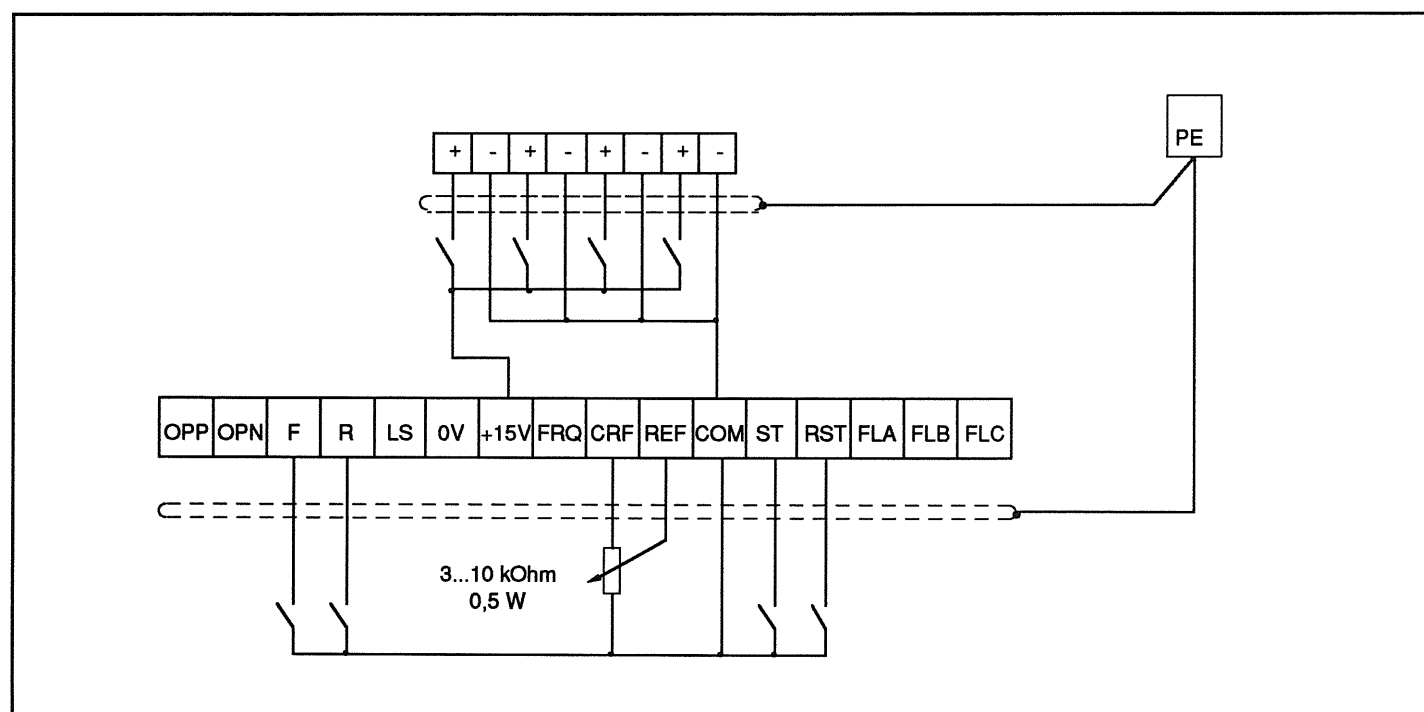 + - + - + - + -
PE
OPP OPN F R LS 0V +15V FRQ CRF REF COM ST RST FLA FLB FLC
3...10 kOhm
0,5 W